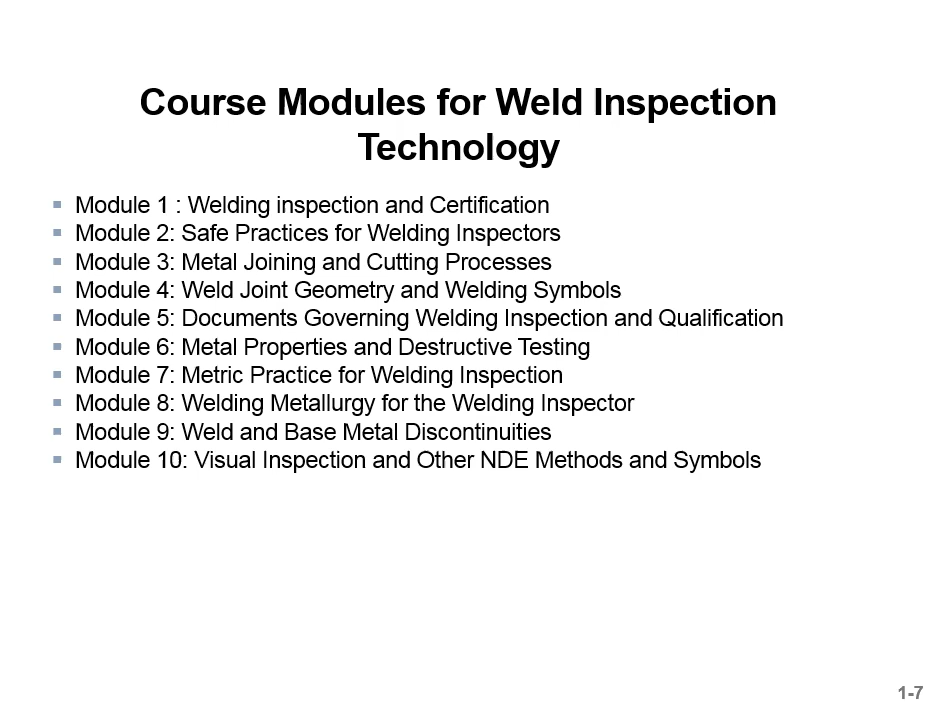 Course Modules for Weld Inspection
Technology
▪ Module 1 : Welding inspection and Certification
▪ Module 2: Safe Practices for Welding Inspectors
▪ Module 3: Metal Joining and Cutting Processes
▪ Module 4: Weld Joint Geometry and Welding Symbols
▪ Module 5: Documents Governing Welding Inspection and Qualification
▪ Module 6: Metal Properties and Destructive Testing
▪ Module 7: Metric Practice for Welding Inspection
▪ Module 8: Welding Metallurgy for the Welding Inspector
▪ Module 9: Weld and Base Metal Discontinuities
▪ Module 10: Visual Inspection and Other NDE Methods and Symbols
1-7